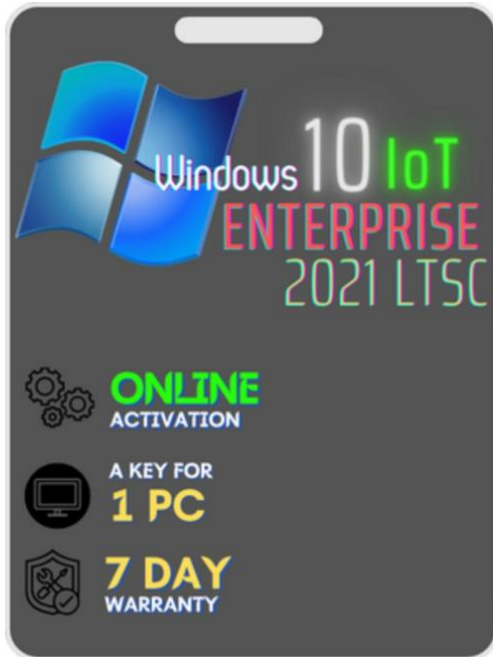 Windows 10 IoT
ENTERPRISE
2021 LTSC
ONLINE
ACTIVATION
A KEY FOR
1 PC
7 DAY
WARRANTY